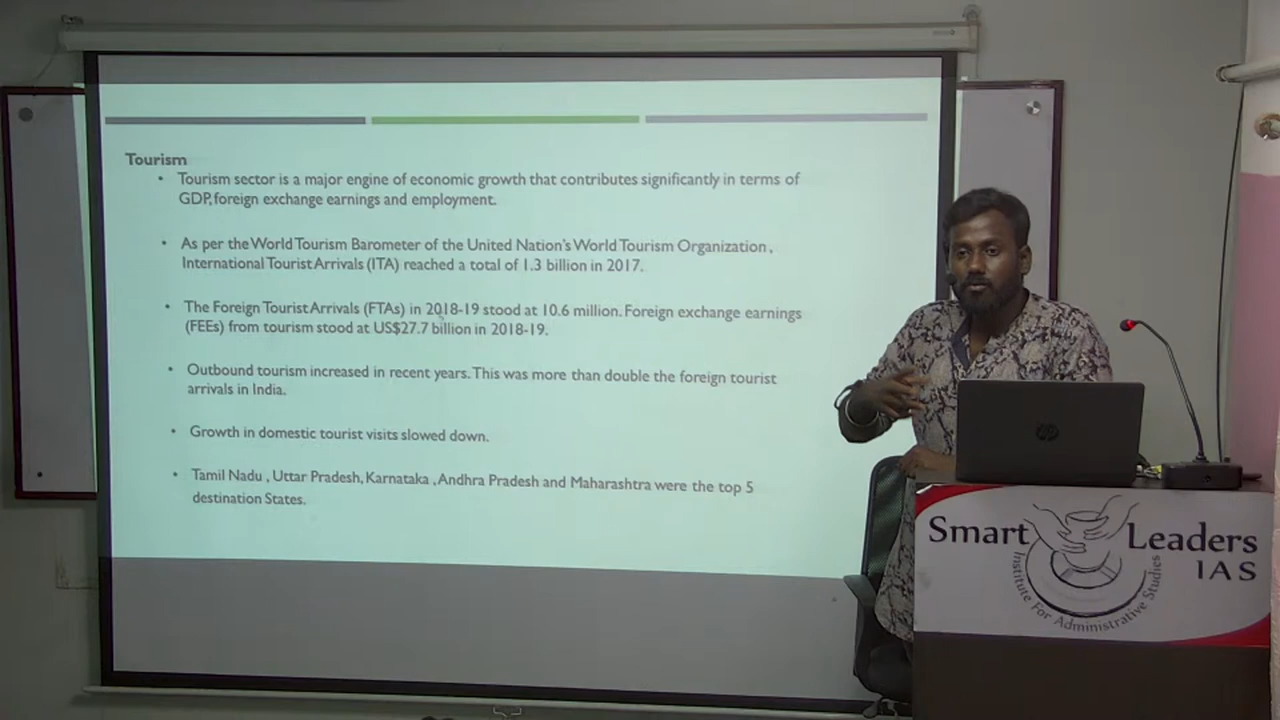 Tourism
• Tourism sector is a major engine of economic growth that contributes significantly in terms of
GDP, foreign exchange earnings and employment.
• As per the World Tourism Barometer of the United Nation's World Tourism Organization ,
International Tourist Arrivals (ITA) reached a total of 1.3 billion in 2017.
• The Foreign Tourist Arrivals (FTAs) in 2018-19 stood at 10.6 million. Foreign exchange earnings
(FEEs) from tourism stood at US$27.7 billion in 2018-19.
• Outbound tourism increased in recent years. This was more than double the foreign tourist
arrivals in India.
• Growth in domestic tourist visits slowed down.
• Tamil Nadu , Uttar Pradesh, Karnataka , Andhra Pradesh and Maharashtra were the top 5
destination States.
hp
Smart Leaders
IAS
Institute For Administrative Studies